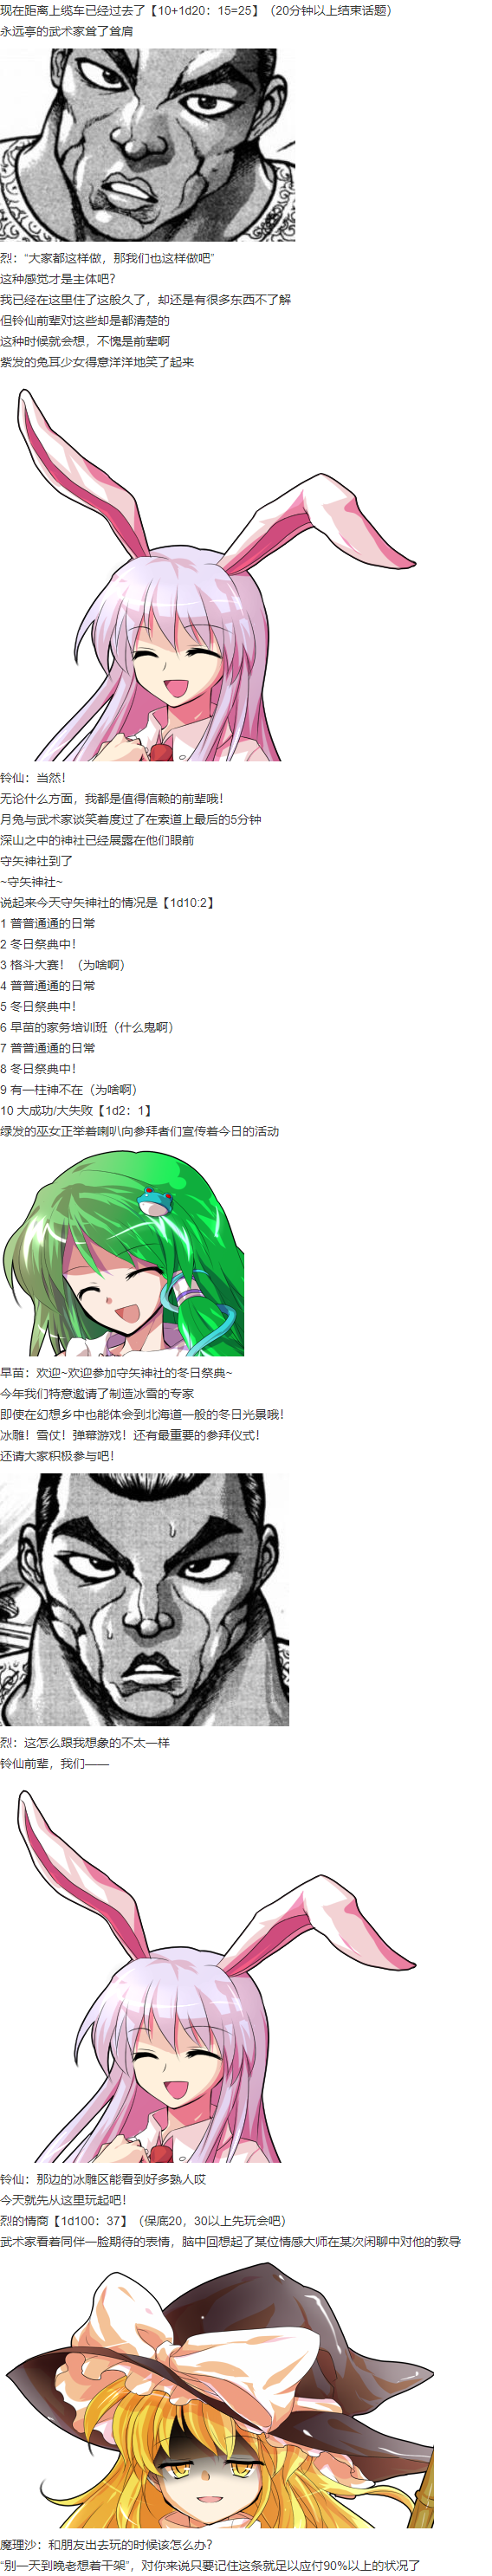 现在距离上缆车已经过去了【10+1d20：15=25】（20分钟以上结束话题）
永远亭的武术家耸了耸肩
烈：“大家都这样做，那我们也这样做吧”
这种感觉才是主体吧？
我已经在这里住了这般久了，却还是有很多东西不了解
但铃仙前辈对这些却是都清楚的
这种时候就会想，不愧是前辈啊
紫发的兔耳少女得意洋洋地笑了起来
铃仙：当然！
无论什么方面，我都是值得信赖的前辈哦！
月兔与武术家谈笑着度过了在索道上最后的5分钟
深山之中的神社已经展露在他们眼前
守矢神社到了
~守矢神社~
说起来今天守矢神社的情况是【1d10:2】
1 普普通通的日常
2 冬日祭典中！
3 格斗大赛！（为啥啊）
4 普普通通的日常
5 冬日祭典中！
6 早苗的家务培训班（什么鬼啊）
7 普普通通的日常
8 冬日祭典中！
9 有一柱神不在（为啥啊）
10 大成功/大失败【1d2：1】
绿发的巫女正举着喇叭向参拜者们宣传着今日的活动
早苗：欢迎~欢迎参加守矢神社的冬日祭典~
今年我们特意邀请了制造冰雪的专家
即使在幻想乡中也能体会到北海道一般的冬日光景哦！
冰雕！雪仗！弹幕游戏！还有最重要的参拜仪式！
还请大家积极参与吧！
烈：这怎么跟我想象的不太一样
铃仙前辈，我们——
铃仙：那边的冰雕区能看到好多熟人哎
今天就先从这里玩起吧！
烈的情商【1d100：37】（保底20，30以上先玩会吧）
武术家看着同伴一脸期待的表情，脑中回想起了某位情感大师在某次闲聊中对他的教导
魔理沙：和朋友出去玩的时候该怎么办？
“别一天到晚老想着干架”，对你来说只要记住这条就足以应付90%以上的状况了